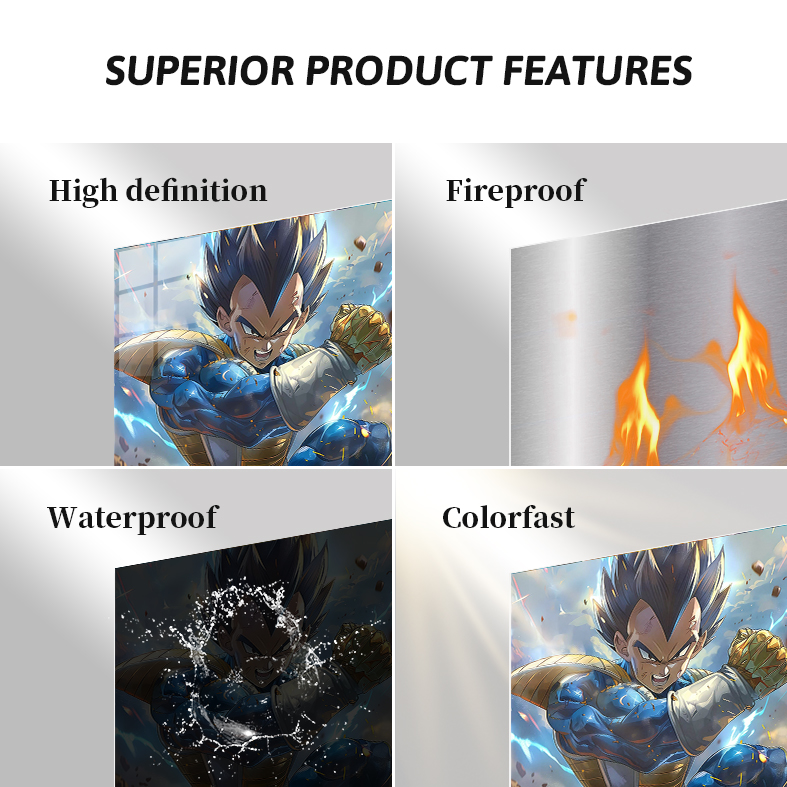 SUPERIOR PRODUCT FEATURES
High definition
Fireproof
Waterproof
Colorfast